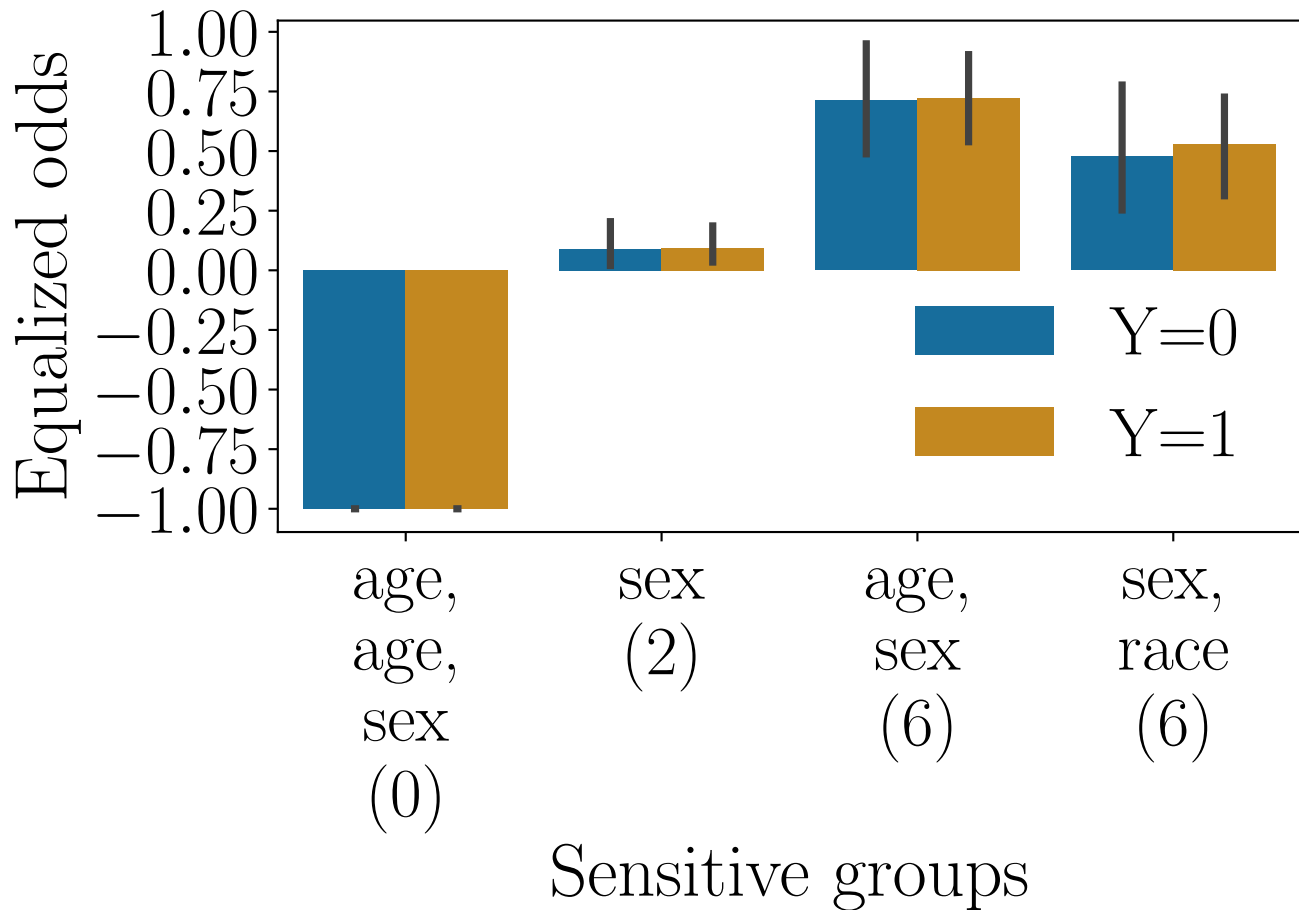 Equalized odds
1.00
0.75
0.50
0.25
0.00
−0.25
−0.50
−0.75
−1.00
Y=0
Y=1
age,
age,
sex
(0)
sex
(2)
age,
sex
(6)
sex,
race
(6)
Sensitive groups